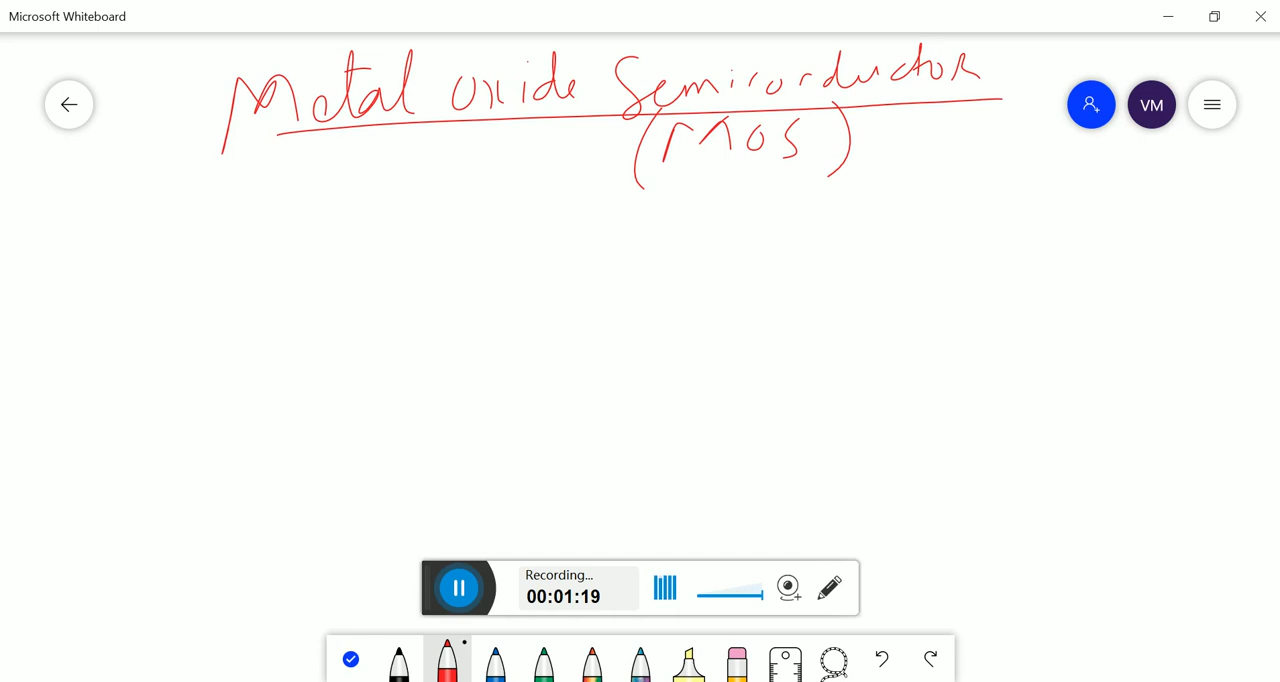 Microsoft Whiteboard
Metal oxide Semiconductor
(MOS)
VM
Recording...
00:01:19